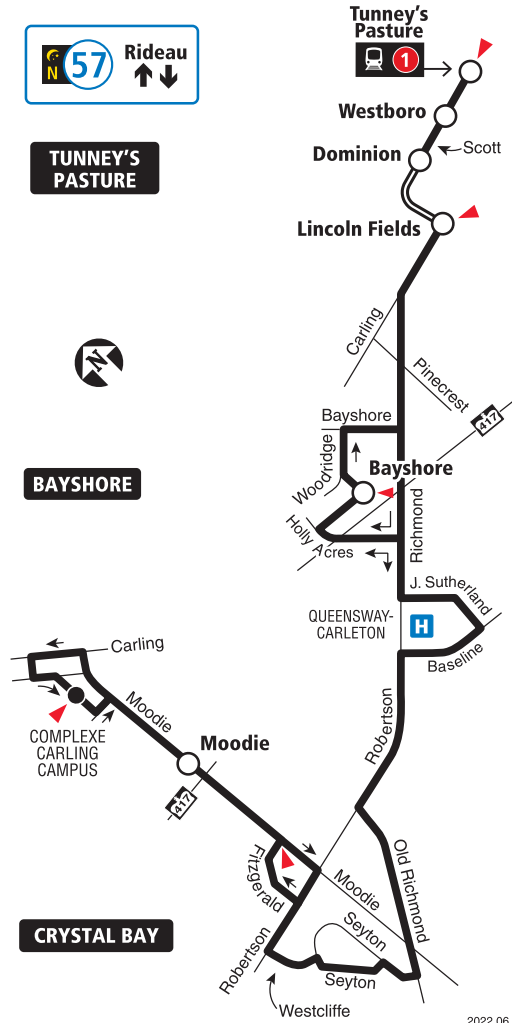 Tunney's
Pasture
1
N
57
Rideau
Westboro
Scott
TUNNEY'S
PASTURE
Dominion
Lincoln Fields
Carling
Pinecrest
N
417
Bayshore
Woodridge
Bayshore
BAYSHORE
Holly Acres
Richmond
J. Sutherland
QUEENSWAY-
CARLETON
H
Baseline
Carling
Moodie
Robertson
COMPLEXE
CARLING
CAMPUS
Moodie
417
Fitzgerald
Moodie
Old Richmond
Seyton
CRYSTAL BAY
Robertson
Seyton
Westcliffe
2022.06